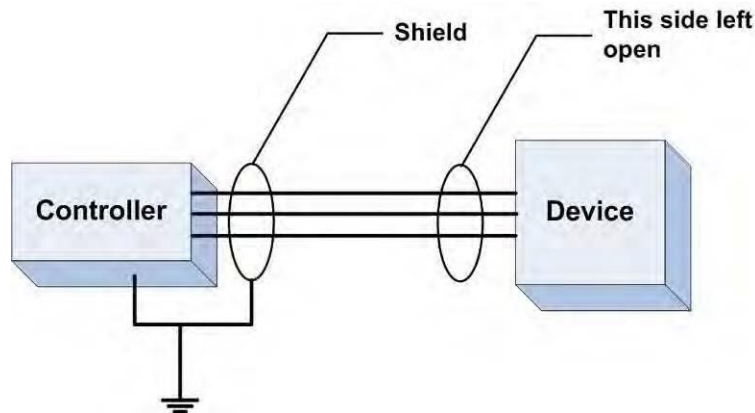 Shield
This side left
open
Controller
Device